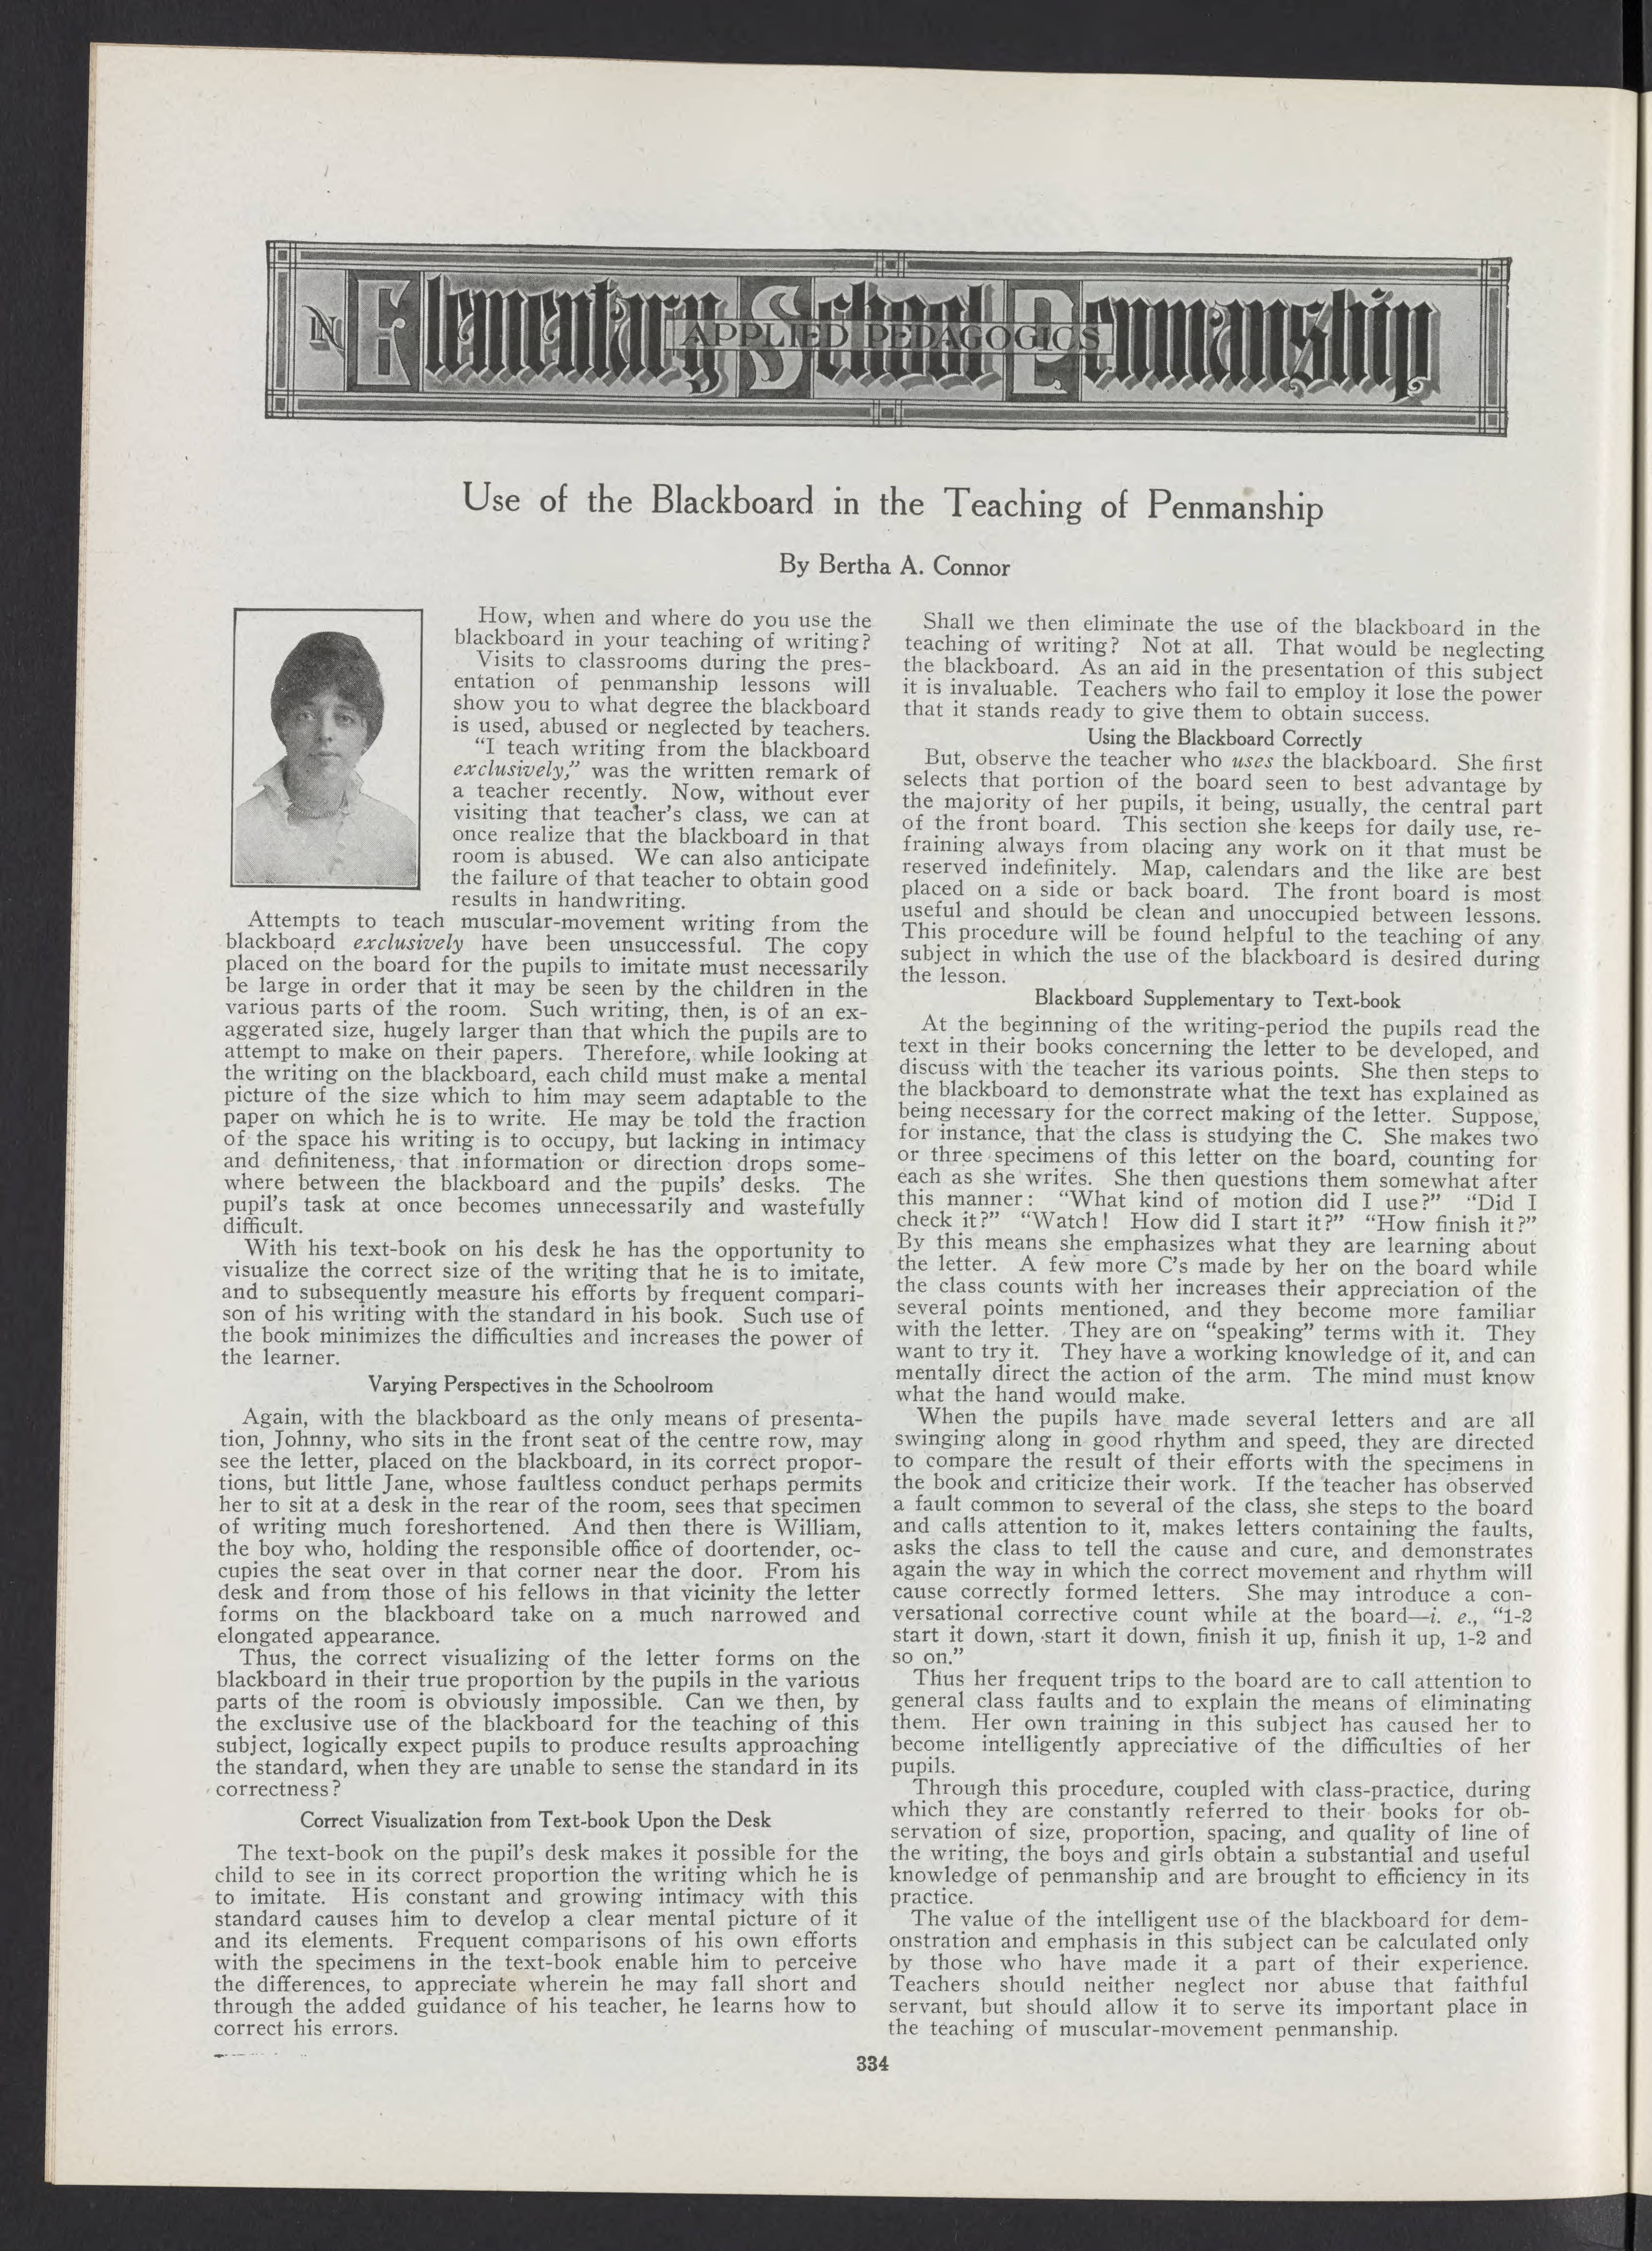 IN Elementary School Penmanship
APPLIED PEDAGOGICS
Use of the Blackboard in the Teaching of Penmanship
By Bertha A. Connor
How, when and where do you use the
blackboard in your teaching of writing?
Visits to classrooms during the pres-
entation of penmanship lessons will
show you to what degree the blackboard
is used, abused or neglected by teachers.
“I teach writing from the blackboard
exclusively,” was the written remark of
a teacher recently. Now, without ever
visiting that teacher's class, we can at
once realize that the blackboard in that
room is abused. We can also anticipate
the failure of that teacher to obtain good
results in handwriting.
Attempts to teach muscular-movement writing from the
blackboard exclusively have been unsuccessful. The copy
placed on the board for the pupils to imitate must necessarily
be large in order that it may be seen by the children in the
various parts of the room. Such writing, then, is of an ex-
aggerated size, hugely larger than that which the pupils are to
attempt to make on their papers. Therefore, while looking at
the writing on the blackboard, each child must make a mental
picture of the size which to him may seem adaptable to the
paper on which he is to write. He may be told the fraction
of the space his writing is to occupy, but lacking in intimacy
and definiteness, that information or direction drops some-
where between the blackboard and the pupils' desks. The
pupil's task at once becomes unnecessarily and wastefully
difficult.
With his text-book on his desk he has the opportunity to
visualize the correct size of the writing that he is to imitate,
and to subsequently measure his efforts by frequent compari-
son of his writing with the standard in his book. Such use of
the book minimizes the difficulties and increases the power of
the learner.
Varying Perspectives in the Schoolroom
Again, with the blackboard as the only means of presenta-
tion, Johnny, who sits in the front seat of the centre row, may
see the letter, placed on the blackboard, in its correct propor-
tions, but little Jane, whose faultless conduct perhaps permits
her to sit at a desk in the rear of the room, sees that specimen
of writing much foreshortened. And then there is William,
the boy who, holding the responsible office of doortender, oc-
cupies the seat over in that corner near the door. From his
desk and from those of his fellows in that vicinity the letter
forms on the blackboard take on a much narrowed and
elongated appearance.
Thus, the correct visualizing of the letter forms on the
blackboard in their true proportion by the pupils in the various
parts of the room is obviously impossible. Can we then, by
the exclusive use of the blackboard for the teaching of this
subject, logically expect pupils to produce results approaching
the standard, when they are unable to sense the standard in its
correctness?
Correct Visualization from Text-book Upon the Desk
The text-book on the pupil's desk makes it possible for the
child to see in its correct proportion the writing which he is
to imitate. His constant and growing intimacy with this
standard causes him to develop a clear mental picture of it
and its elements. Frequent comparisons of his own efforts
with the specimens in the text-book enable him to perceive
the differences, to appreciate wherein he may fall short and
through the added guidance of his teacher, he learns how to
correct his errors.
Shall we then eliminate the use of the blackboard in the
teaching of writing? Not at all. That would be neglecting
the blackboard. As an aid in the presentation of this subject
it is invaluable. Teachers who fail to employ it lose the power
that it stands ready to give them to obtain success.
Using the Blackboard Correctly
But, observe the teacher who uses the blackboard. She first
selects that portion of the board seen to best advantage by
the majority of her pupils, it being, usually, the central part
of the front board. This section she keeps for daily use, re-
fraining always from placing any work on it that must be
reserved indefinitely. Map, calendars and the like are best
placed on a side or back board. The front board is most
useful and should be clean and unoccupied between lessons.
This procedure will be found helpful to the teaching of any
subject in which the use of the blackboard is desired during
the lesson.
Blackboard Supplementary to Text-book
At the beginning of the writing-period the pupils read the
text in their books concerning the letter to be developed, and
discuss with the teacher its various points. She then steps to
the blackboard to demonstrate what the text has explained as
being necessary for the correct making of the letter. Suppose,
for instance, that the class is studying the C. She makes two
or three specimens of this letter on the board, counting for
each as she writes. She then questions them somewhat after
this manner: “What kind of motion did I use?” “Did I
check it?” “Watch! How did I start it?” “How finish it?”
By this means she emphasizes what they are learning about
the letter. A few more C's made by her on the board while
the class counts with her increases their appreciation of the
several points mentioned, and they become more familiar
with the letter. They are on “speaking” terms with it. They
want to try it. They have a working knowledge of it, and can
mentally direct the action of the arm. The mind must know
what the hand would make.
When the pupils have made several letters and are all
swinging along in good rhythm and speed, they are directed
to compare the result of their efforts with the specimens in
the book and criticize their work. If the teacher has observed
a fault common to several of the class, she steps to the board
and calls attention to it, makes letters containing the faults,
asks the class to tell the cause and cure, and demonstrates
again the way in which the correct movement and rhythm will
cause correctly formed letters. She may introduce a con-
versational corrective count while at the board—i. e., “1-2
start it down, start it down, finish it up, finish it up, 1-2 and
so on.”
Thus her frequent trips to the board are to call attention to
general class faults and to explain the means of eliminating
them. Her own training in this subject has caused her to
become intelligently appreciative of the difficulties of her
pupils.
Through this procedure, coupled with class-practice, during
which they are constantly referred to their books for ob-
servation of size, proportion, spacing, and quality of line of
the writing, the boys and girls obtain a substantial and useful
knowledge of penmanship and are brought to efficiency in its
practice.
The value of the intelligent use of the blackboard for dem-
onstration and emphasis in this subject can be calculated only
by those who have made it a part of their experience.
Teachers should neither neglect nor abuse that faithful
servant, but should allow it to serve its important place in
the teaching of muscular-movement penmanship.
334